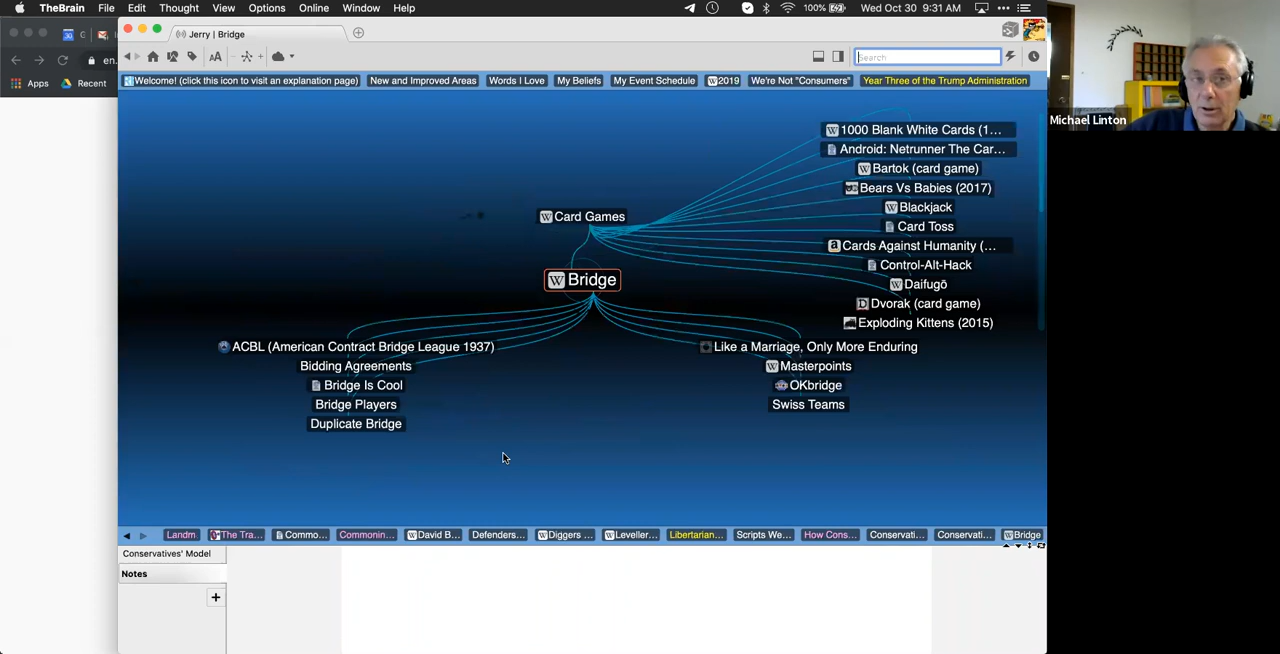 TheBrain File Edit Thought View Options Online Window Help 100% Wed Oct 30 9:31 AM
Jerry | Bridge
G
en.
Search
Apps Recent
Welcome! (click this icon to visit an explanation page) New and Improved Areas Words I Love My Beliefs My Event Schedule W 2019 We're Not "Consumers" Year Three of the Trump Administration
Michael Linton
W 1000 Blank White Cards (1...
Android: Netrunner The Car...
W Bartok (card game)
Bears Vs Babies (2017)
W Blackjack
Card Toss
a Cards Against Humanity (...
Control-Alt-Hack
W Daifugō
D Dvorak (card game)
Exploding Kittens (2015)
W Card Games
W Bridge
ACBL (American Contract Bridge League 1937)
Bidding Agreements
Bridge Is Cool
Bridge Players
Duplicate Bridge
Like a Marriage, Only More Enduring
W Masterpoints
OKbridge
Swiss Teams
Landm The Tra... Commo... Commonin... W David B... Defenders... W Diggers ... W Leveller... Libertarian... Scripts We... How Cons... Conservati... Conservati... W Bridge
Conservatives' Model
Notes
+